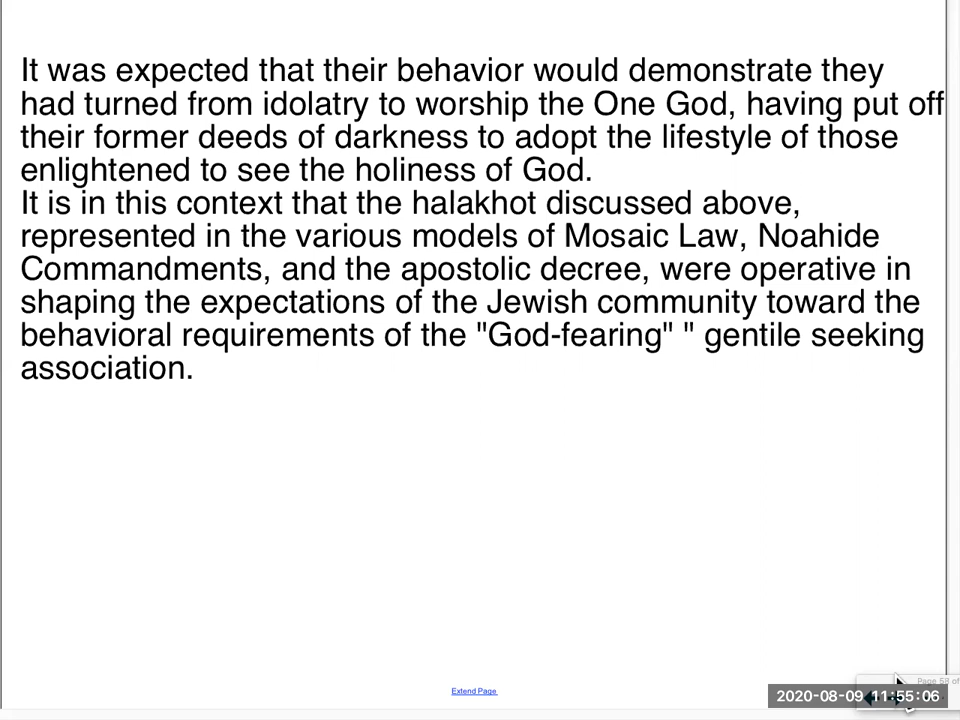 It was expected that their behavior would demonstrate they
had turned from idolatry to worship the One God, having put off
their former deeds of darkness to adopt the lifestyle of those
enlightened to see the holiness of God.
It is in this context that the halakhot discussed above,
represented in the various models of Mosaic Law, Noahide
Commandments, and the apostolic decree, were operative in
shaping the expectations of the Jewish community toward the
behavioral requirements of the "God-fearing" " gentile seeking
association.
Page 58 of
Extend Page
2020-08-09 11:55:06